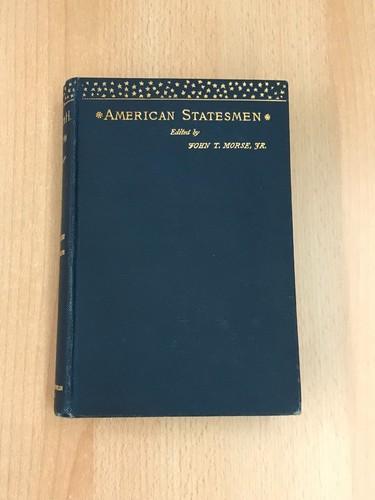 AMERICAN STATESMEN
Edited by
JOHN T. MORSE, JR.